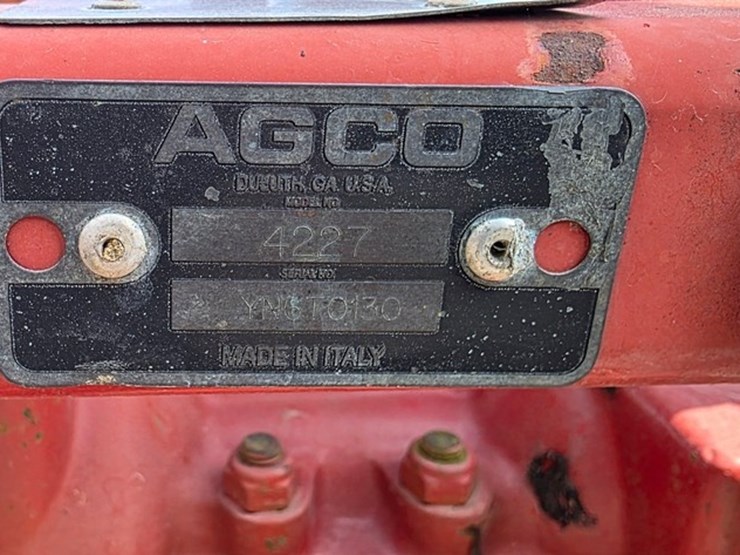 AGCO
DULUTH, GA. U.S.A.
MODEL NO.
4227
SERIAL NO.
MADE IN ITALY